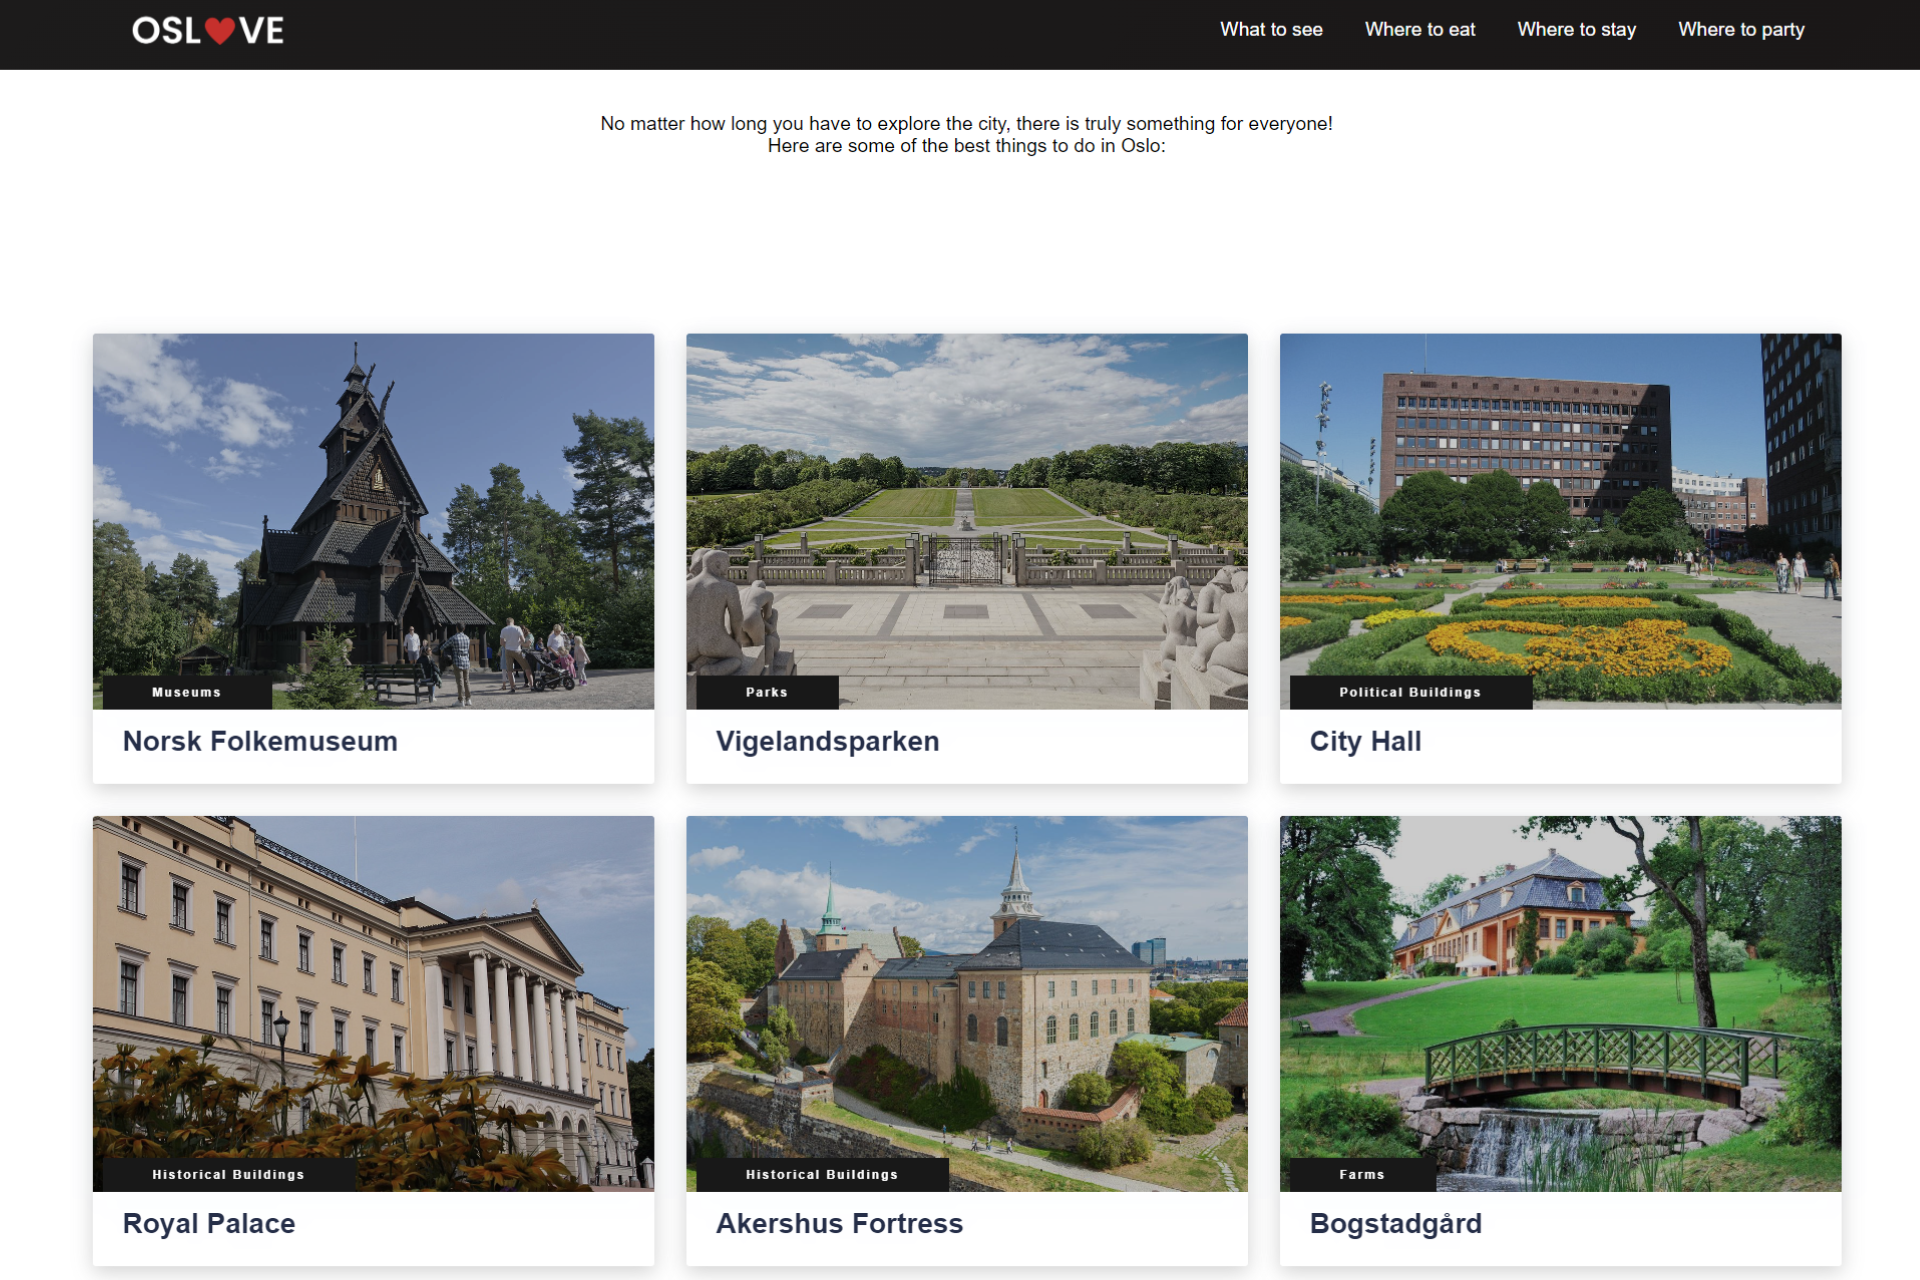 OSL❤VE
What to see
Where to eat
Where to stay
Where to party
No matter how long you have to explore the city, there is truly something for everyone!
Here are some of the best things to do in Oslo:
Museums
Norsk Folkemuseum
Parks
Vigelandsparken
Political Buildings
City Hall
Historical Buildings
Royal Palace
Historical Buildings
Akershus Fortress
Farms
Bogstadgård